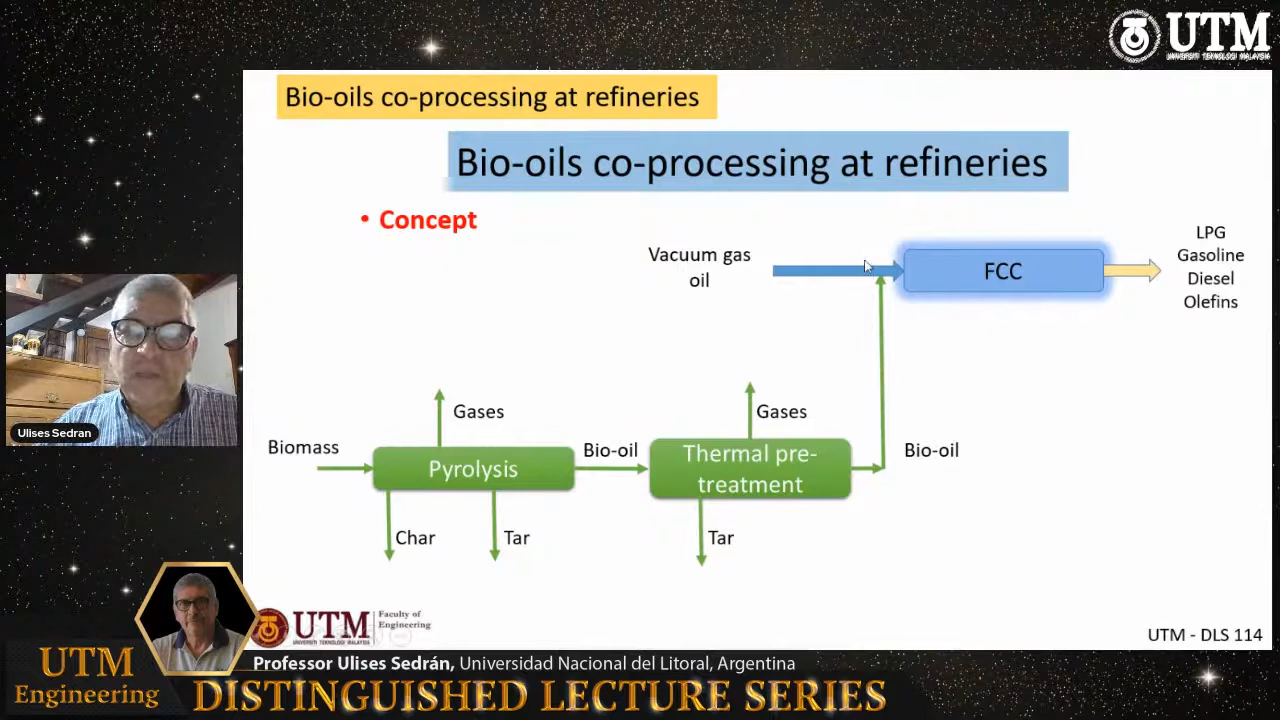 UTM
UNIVERSITI TEKNOLOGI MALAYSIA
Bio-oils co-processing at refineries
Bio-oils co-processing at refineries
• Concept
Vacuum gas
oil
FCC
LPG
Gasoline
Diesel
Olefins
Gases
Gases
Biomass
Pyrolysis
Bio-oil
Thermal pre-
treatment
Bio-oil
Char
Tar
Tar
Ulises Sedran
UTM
UNIVERSITI TEKNOLOGI MALAYSIA
Faculty of
Engineering
UTM - DLS 114
UTM
Engineering
Professor Ulises Sedrán, Universidad Nacional del Litoral, Argentina
DISTINGUISHED LECTURE SERIES